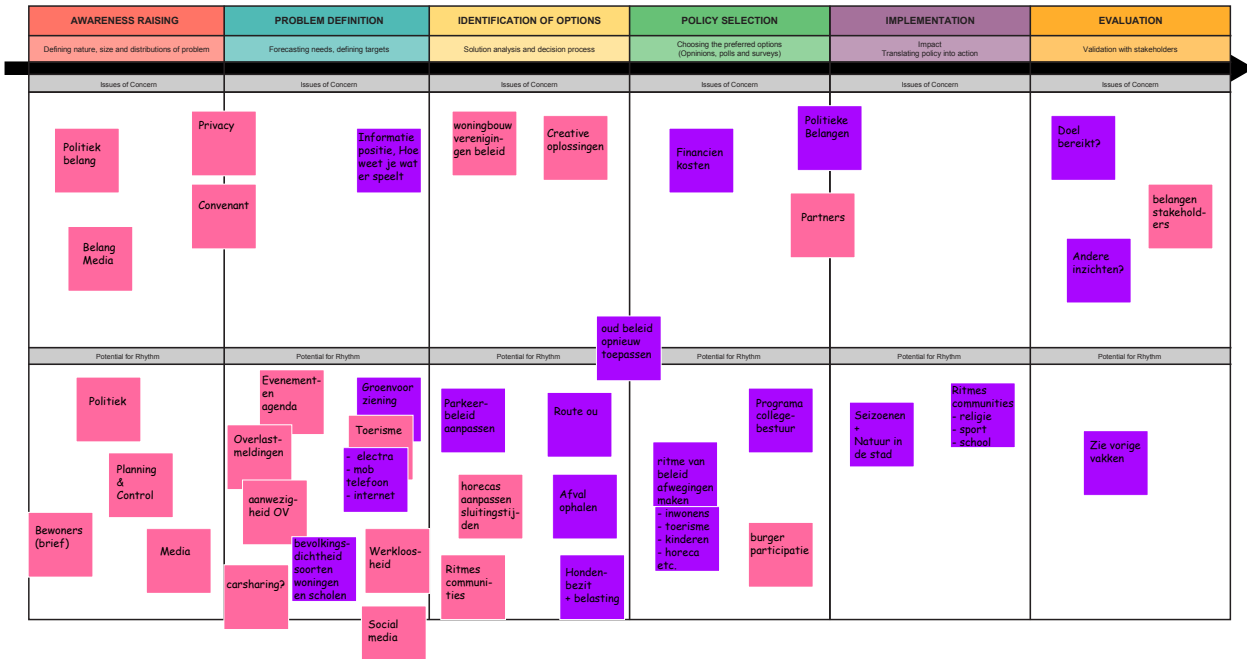 AWARENESS RAISING
PROBLEM DEFINITION
IDENTIFICATION OF OPTIONS
POLICY SELECTION
IMPLEMENTATION
EVALUATION
Defining nature, size and distributions of problem
Forecasting needs, defining targets
Solution analysis and decision process
Choosing the preferred options
(Opninions, polls and surveys)
Impact
Translating policy into action
Validation with stakeholders
Issues of Concern
Issues of Concern
Issues of Concern
Issues of Concern
Issues of Concern
Issues of Concern
Politiek
belang
Privacy
Convenant
Belang
Media
Informatie
positie, Hoe
weet je wat
er speelt
woningbouw
verenigin-
gen beleid
Creative
oplossingen
Financien
kosten
Politieke
Belangen
Partners
Doel
bereikt?
belangen
stakehold-
ers
Andere
inzichten?
oud beleid
opnieuw
toepassen
Potential for Rhythm
Potential for Rhythm
Potential for Rhythm
Potential for Rhythm
Potential for Rhythm
Potential for Rhythm
Politiek
Planning
&
Control
Bewoners
(brief)
Media
Evenement-
en
agenda
Groenvoor
ziening
Overlast-
meldingen
Toerisme
- electra
- mob
telefoon
- internet
aanwezig-
heid OV
bevolkings-
dichtheid
soorten
woningen
en scholen
Werkloos-
heid
carsharing?
Social
media
Parkeer-
beleid
aanpassen
Route ou
horecas
aanpassen
sluitingstij-
den
Afval
ophalen
Ritmes
communi-
ties
Honden-
bezit
+ belasting
Programa
college-
bestuur
ritme van
beleid
afwegingen
maken
- inwonens
- toerisme
- kinderen
- horeca
etc.
burger
participatie
Seizoenen
+
Natuur in
de stad
Ritmes
communities
- religie
- sport
- school
Zie vorige
vakken